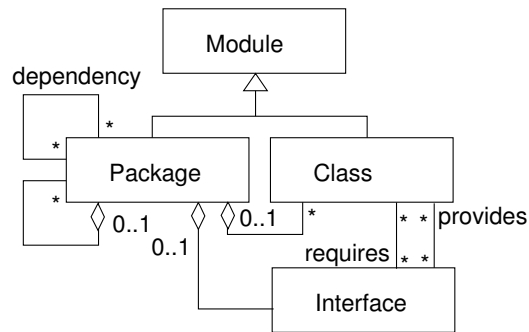 Module
dependency
*
*
Package
Class
*
0..1
0..1
0..1
*
*
*
provides
requires
*
*
Interface